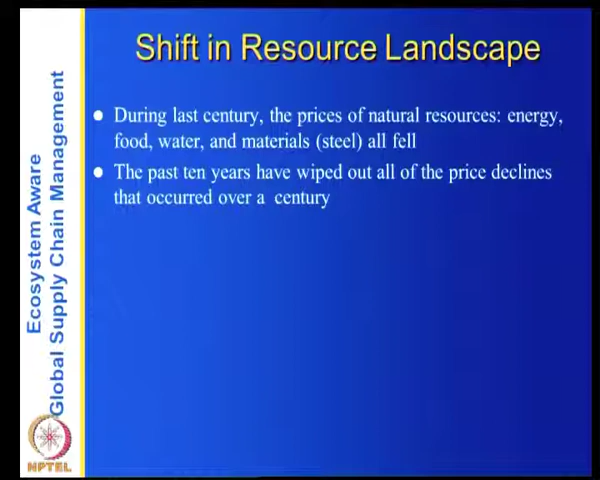 Shift in Resource Landscape
During last century, the prices of natural resources: energy,
food, water, and materials (steel) all fell
The past ten years have wiped out all of the price declines
that occurred over a century
Ecosystem Aware
Global Supply Chain Management
NPTEL